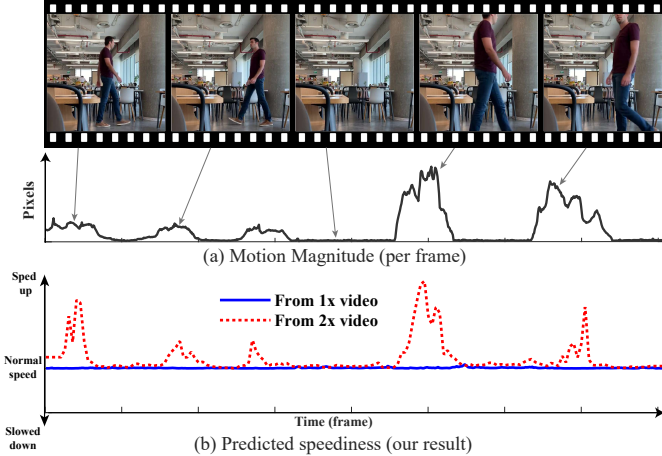 Pixels
(a) Motion Magnitude (per frame)
Sped
up
From 1x video
From 2x video
Normal
speed
Time (frame)
Slowed
down
(b) Predicted speediness (our result)